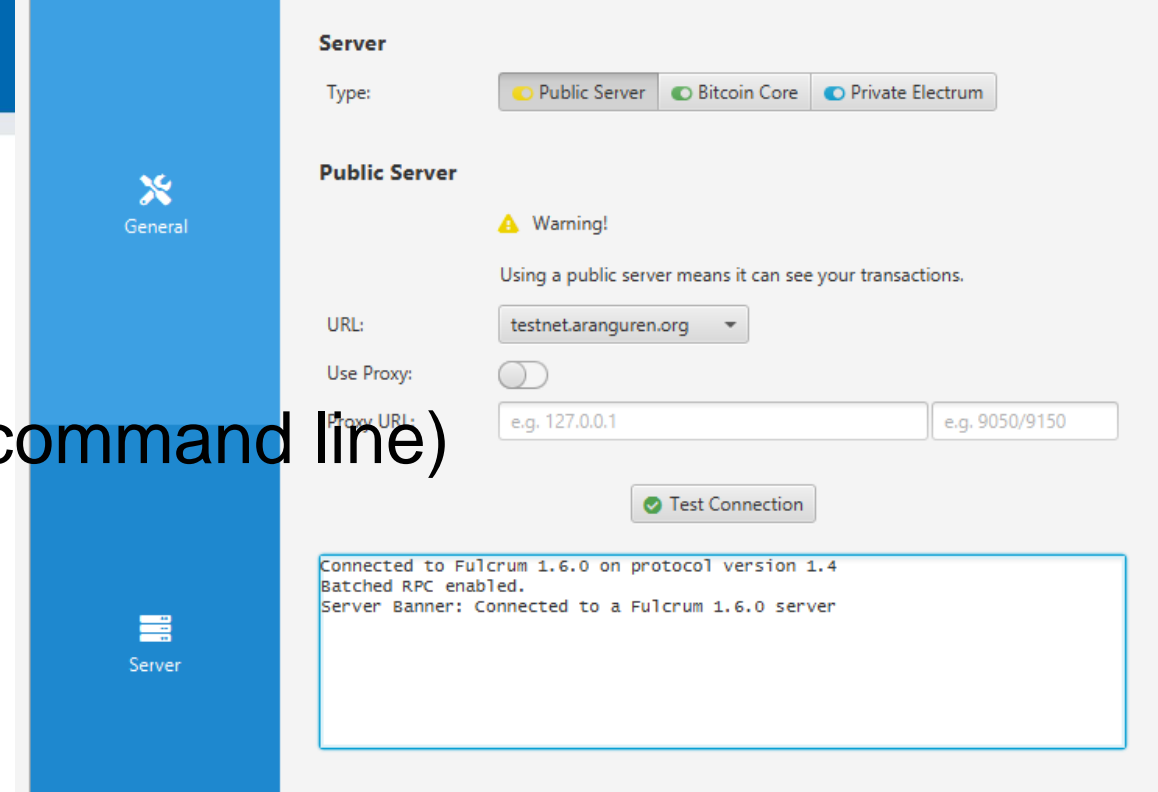 Server
Type:
Public Server
Bitcoin Core
Private Electrum
Public Server
General
Warning!
Using a public server means it can see your transactions.
URL:
testnet.aranguren.org
Use Proxy:
Proxy URL:
e.g. 127.0.0.1
e.g. 9050/9150
command line)
Test Connection
Connected to Fulcrum 1.6.0 on protocol version 1.4
Batched RPC enabled.
Server Banner: Connected to a Fulcrum 1.6.0 server
Server